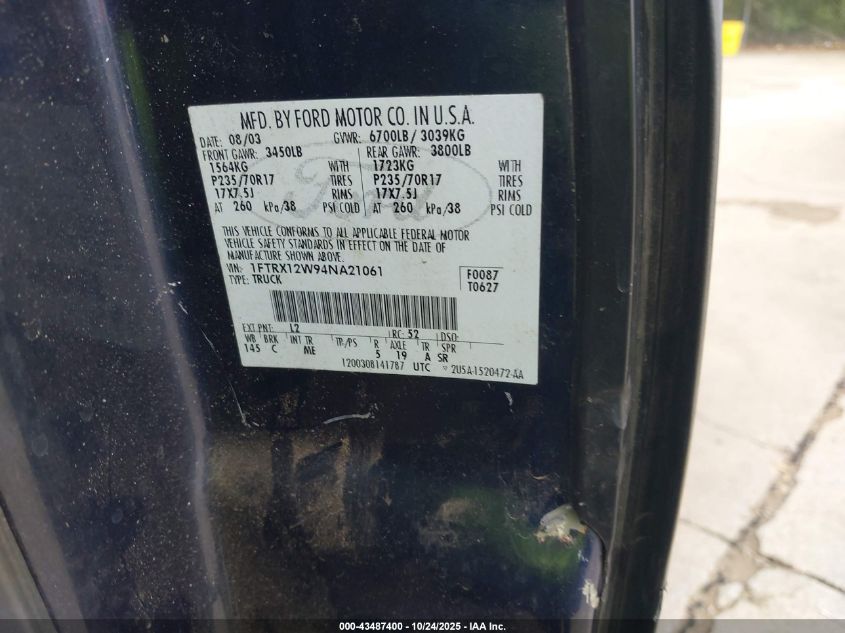 MFD. BY FORD MOTOR CO. IN U.S.A.
DATE: 08/03 GVWR: 6700LB/ 3039KG
FRONT GAWR: 3450LB REAR GAWR: 3800LB
1564KG WITH 1723KG WITH
P235/70R17 TIRES P235/70R17 TIRES
17X7.5J RIMS 17X7.5J RIMS
AT 260 kPa/38 PSI COLD AT 260 kPa/38 PSI COLD
Ford
THIS VEHICLE CONFORMS TO ALL APPLICABLE FEDERAL MOTOR
VEHICLE SAFETY STANDARDS IN EFFECT ON THE DATE OF
MANUFACTURE SHOWN ABOVE.
VIN: 1FTRX12W94NA21061 F0087
TYPE: TRUCK T0627
EXT PNT: L2 RC: 52 DSO:
WB BRK INT TR TP/PS R AXLE TR SPR
145 C ME 5 19 A SR
1200308141787 UTC 2USA-1520472-AA
000-43487400 - 10/24/2025 - IAA Inc.